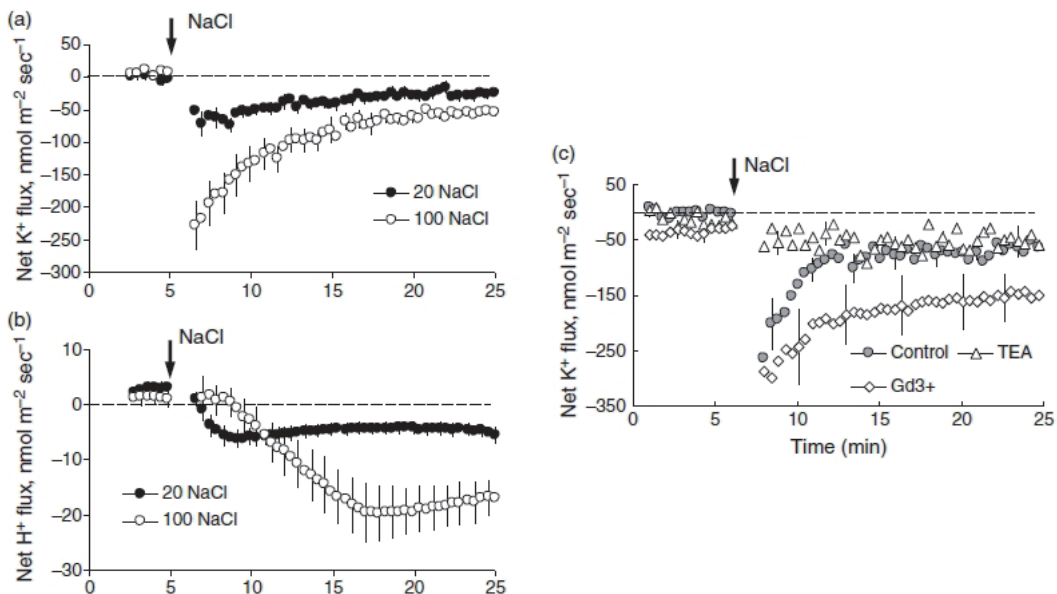 (a)
NaCl
Net K⁺ flux, nmol m⁻² sec⁻¹
50
0
−50
−100
−150
−200
−250
−300
20 NaCl
100 NaCl
0 5 10 15 20 25
(b)
NaCl
Net H⁺ flux, nmol m⁻² sec⁻¹
10
0
−10
−20
−30
20 NaCl
100 NaCl
0 5 10 15 20 25
(c)
NaCl
Net K⁺ flux, nmol m⁻² sec⁻¹
50
−50
−150
−250
−350
Control TEA
Gd3+
0 5 10 15 20 25
Time (min)